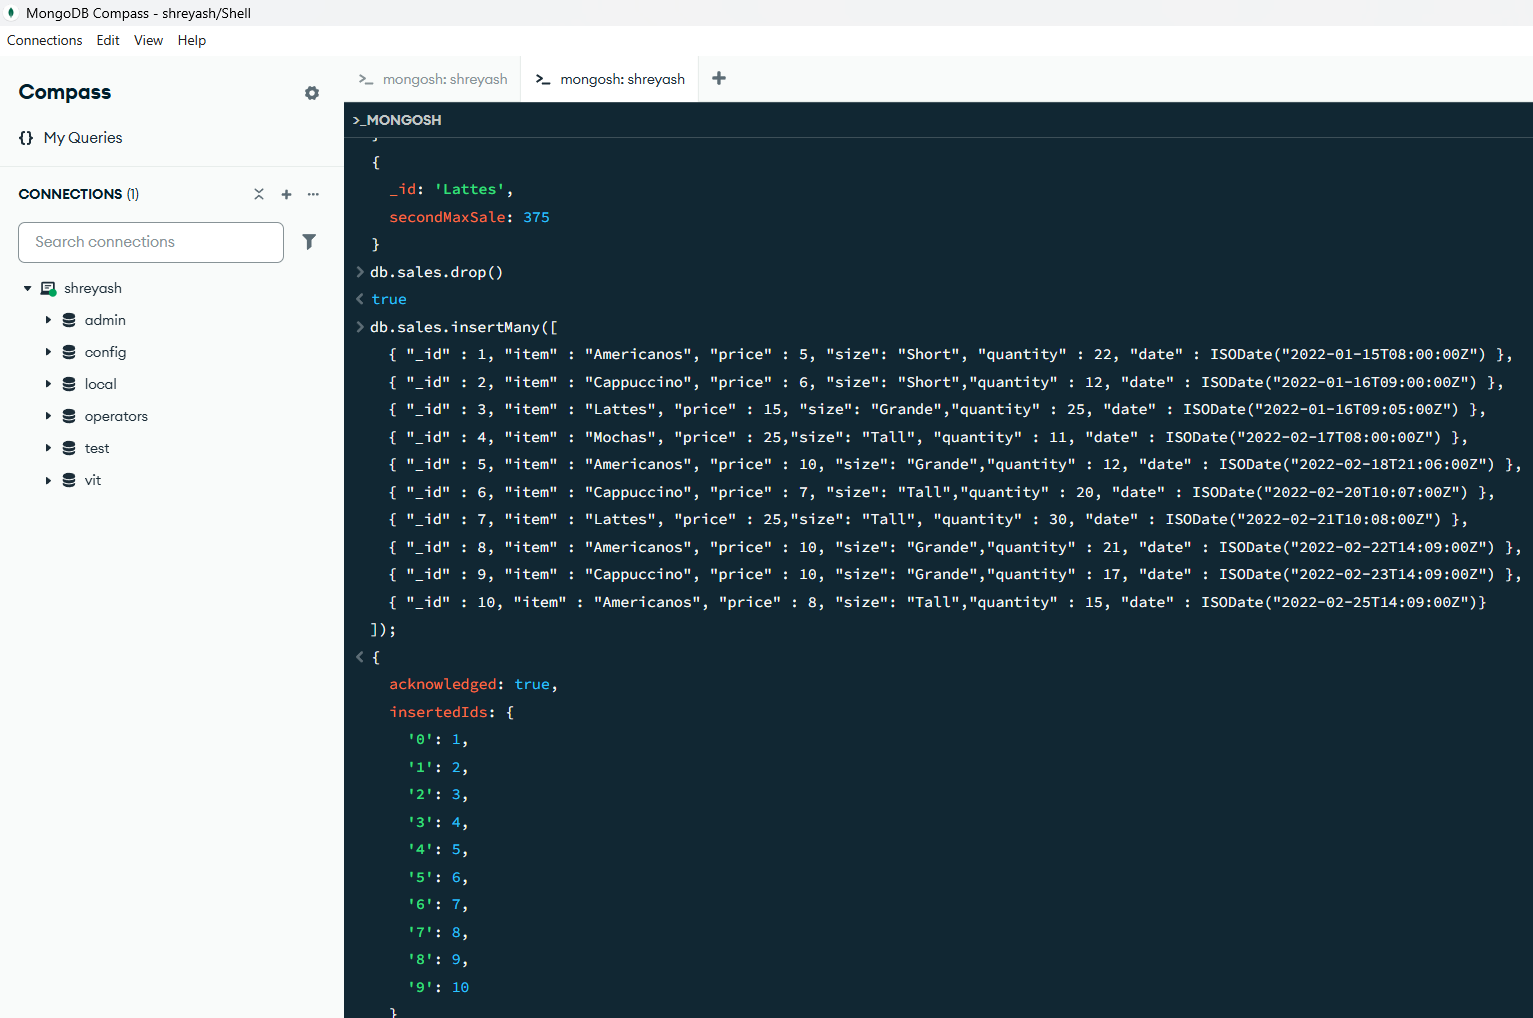 MongoDB Compass - shreyash/Shell
Connections Edit View Help
Compass
{} My Queries
CONNECTIONS (1)
Search connections
shreyash
admin
config
local
operators
test
vit
>_ mongosh: shreyash >_ mongosh: shreyash +
>_MONGOSH
{
_id: 'Lattes',
secondMaxSale: 375
}
> db.sales.drop()
< true
> db.sales.insertMany([
{ "_id" : 1, "item" : "Americanos", "price" : 5, "size": "Short", "quantity" : 22, "date" : ISODate("2022-01-15T08:00:00Z") },
{ "_id" : 2, "item" : "Cappuccino", "price" : 6, "size": "Short","quantity" : 12, "date" : ISODate("2022-01-16T09:00:00Z") },
{ "_id" : 3, "item" : "Lattes", "price" : 15, "size": "Grande","quantity" : 25, "date" : ISODate("2022-01-16T09:05:00Z") },
{ "_id" : 4, "item" : "Mochas", "price" : 25,"size": "Tall", "quantity" : 11, "date" : ISODate("2022-02-17T08:00:00Z") },
{ "_id" : 5, "item" : "Americanos", "price" : 10, "size": "Grande","quantity" : 12, "date" : ISODate("2022-02-18T21:06:00Z") },
{ "_id" : 6, "item" : "Cappuccino", "price" : 7, "size": "Tall","quantity" : 20, "date" : ISODate("2022-02-20T10:07:00Z") },
{ "_id" : 7, "item" : "Lattes", "price" : 25,"size": "Tall", "quantity" : 30, "date" : ISODate("2022-02-21T10:08:00Z") },
{ "_id" : 8, "item" : "Americanos", "price" : 10, "size": "Grande","quantity" : 21, "date" : ISODate("2022-02-22T14:09:00Z") },
{ "_id" : 9, "item" : "Cappuccino", "price" : 10, "size": "Grande","quantity" : 17, "date" : ISODate("2022-02-23T14:09:00Z") },
{ "_id" : 10, "item" : "Americanos", "price" : 8, "size": "Tall","quantity" : 15, "date" : ISODate("2022-02-25T14:09:00Z")}
]);
< {
acknowledged: true,
insertedIds: {
'0': 1,
'1': 2,
'2': 3,
'3': 4,
'4': 5,
'5': 6,
'6': 7,
'7': 8,
'8': 9,
'9': 10
}